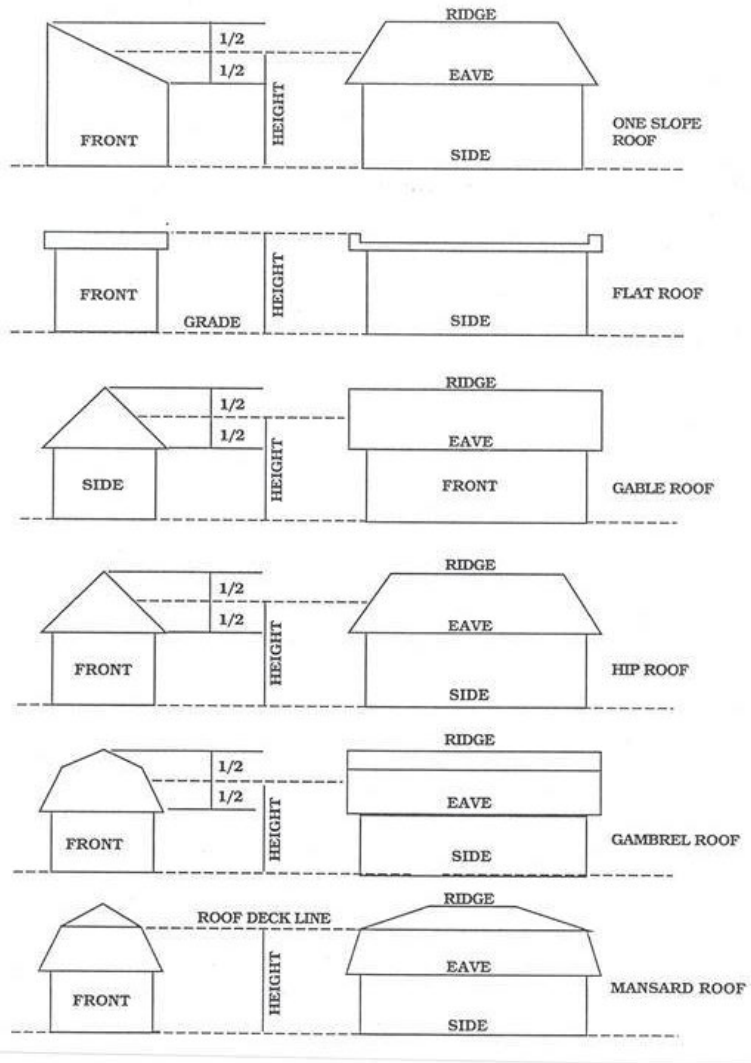 RIDGE
1/2
1/2
HEIGHT
EAVE
FRONT
SIDE
ONE SLOPE
ROOF
FRONT
GRADE
HEIGHT
SIDE
FLAT ROOF
RIDGE
1/2
1/2
HEIGHT
EAVE
SIDE
FRONT
GABLE ROOF
RIDGE
1/2
1/2
HEIGHT
EAVE
FRONT
SIDE
HIP ROOF
RIDGE
1/2
1/2
HEIGHT
EAVE
FRONT
SIDE
GAMBREL ROOF
RIDGE
ROOF DECK LINE
HEIGHT
EAVE
FRONT
SIDE
MANSARD ROOF